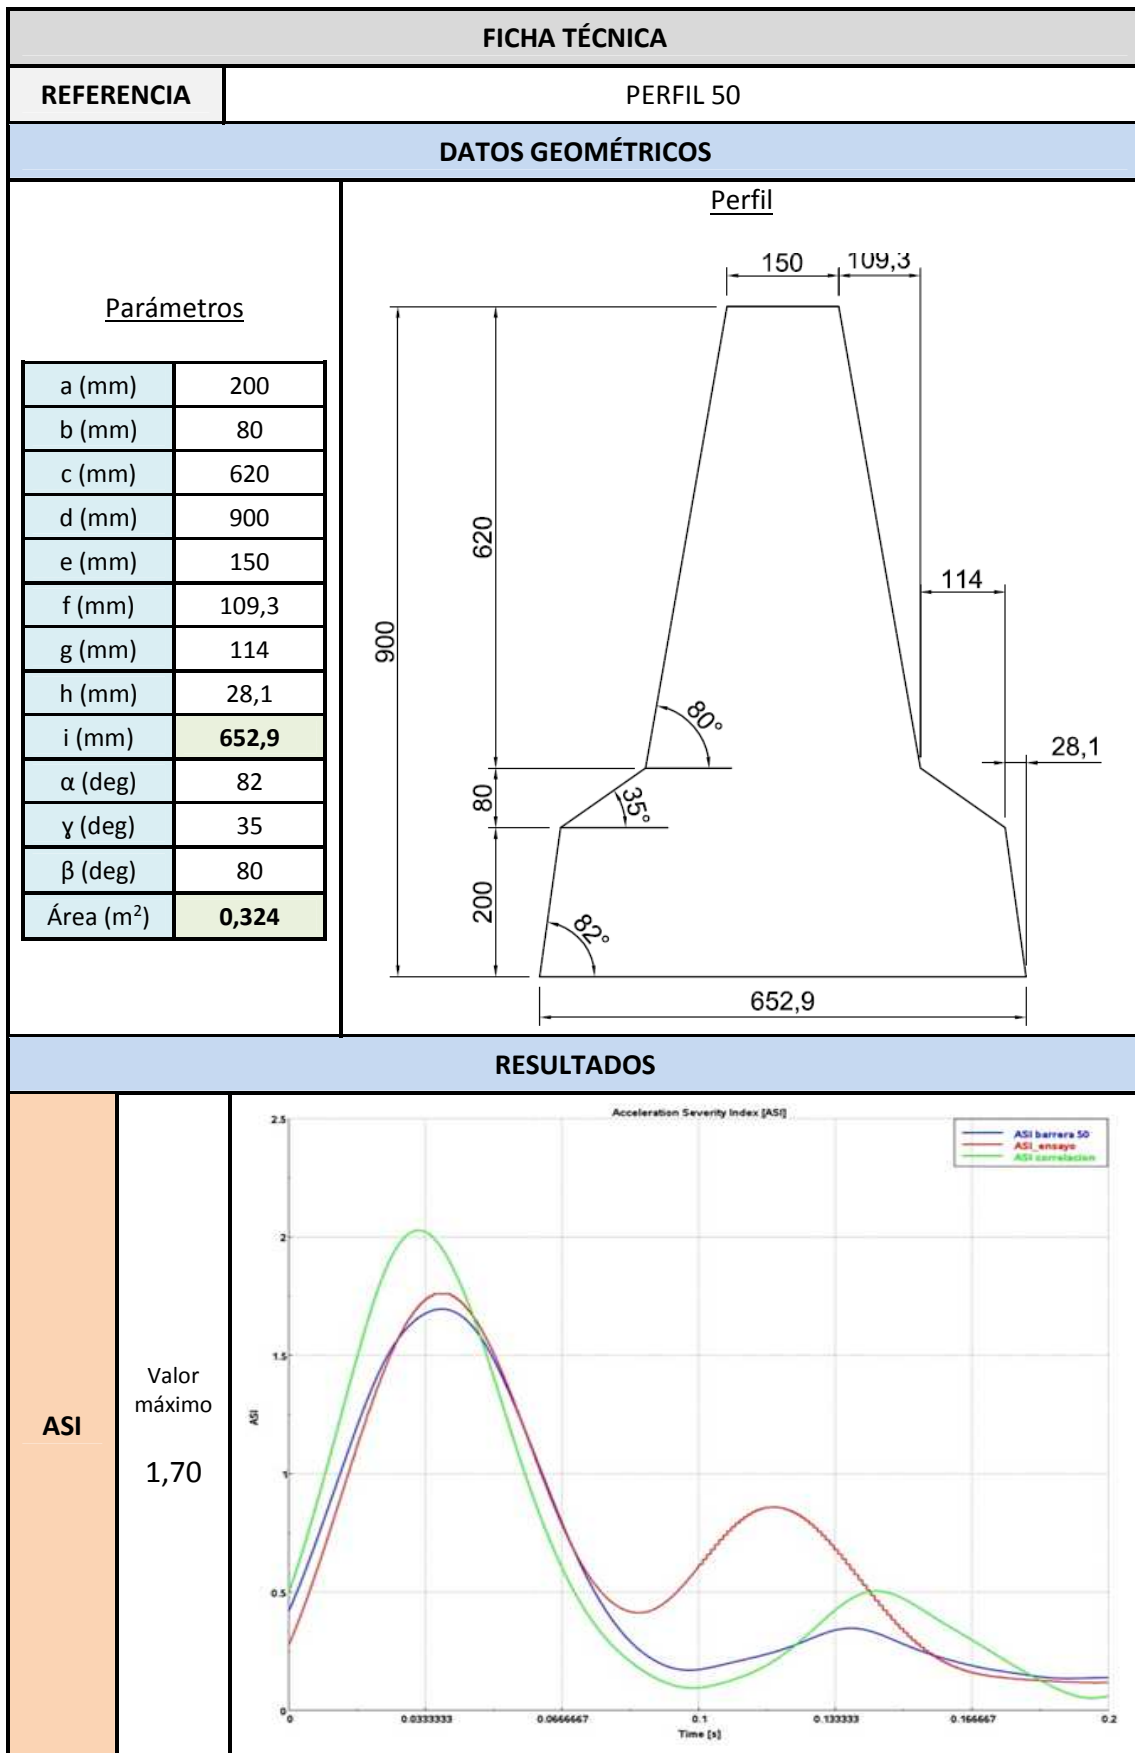 FICHA TÉCNICA
REFERENCIA PERFIL 50
DATOS GEOMÉTRICOS
Parámetros
a (mm) 200
b (mm) 80
c (mm) 620
d (mm) 900
e (mm) 150
f (mm) 109,3
g (mm) 114
h (mm) 28,1
i (mm) 652,9
α (deg) 82
ɣ (deg) 35
β (deg) 80
Área (m²) 0,324
Perfil
150 109,3
620
900
114
80°
28,1
80
35°
200
82°
652,9
RESULTADOS
ASI
Valor
máximo
1,70
Acceleration Severity Index [ASI]
ASI barrera 50
ASI_ensayo
ASI correlacion
2.5
2
1.5
1
0.5
0
ASI
0 0.0333333 0.0666667 0.1 0.133333 0.166667 0.2
Time [s]